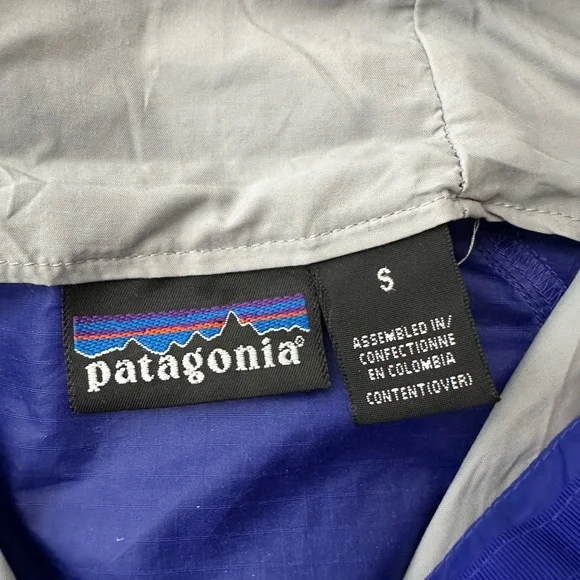 patagonia®
S
ASSEMBLED IN/
CONFECTIONNE
EN COLOMBIA
CONTENT(OVER)